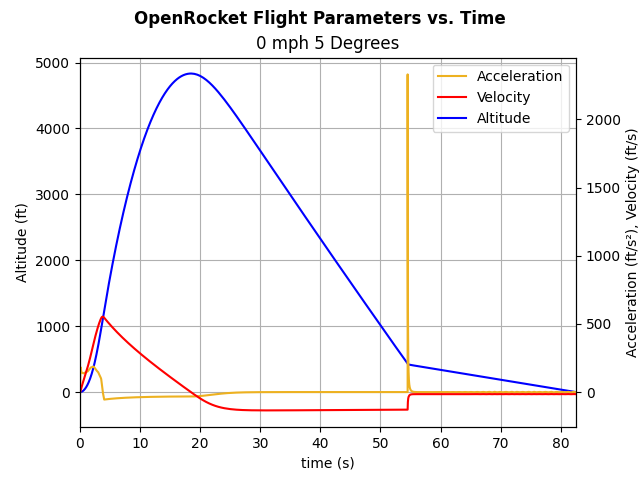 OpenRocket Flight Parameters vs. Time
0 mph 5 Degrees
Acceleration
Velocity
Altitude
5000
4000
3000
2000
1000
0
Altitude (ft)
2000
1500
1000
500
0
Acceleration (ft/s²), Velocity (ft/s)
0 10 20 30 40 50 60 70 80
time (s)